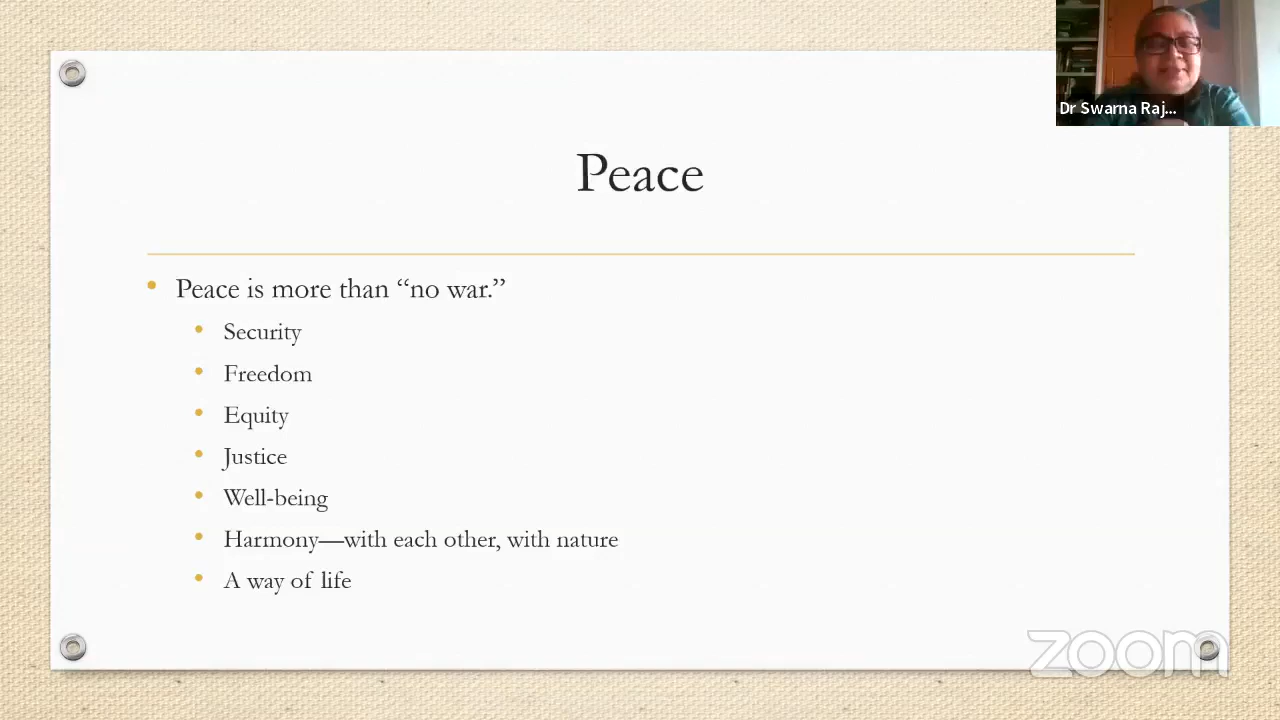 Dr Swarna Raj...
Peace
Peace is more than “no war.”
Security
Freedom
Equity
Justice
Well-being
Harmony—with each other, with nature
A way of life
zoom